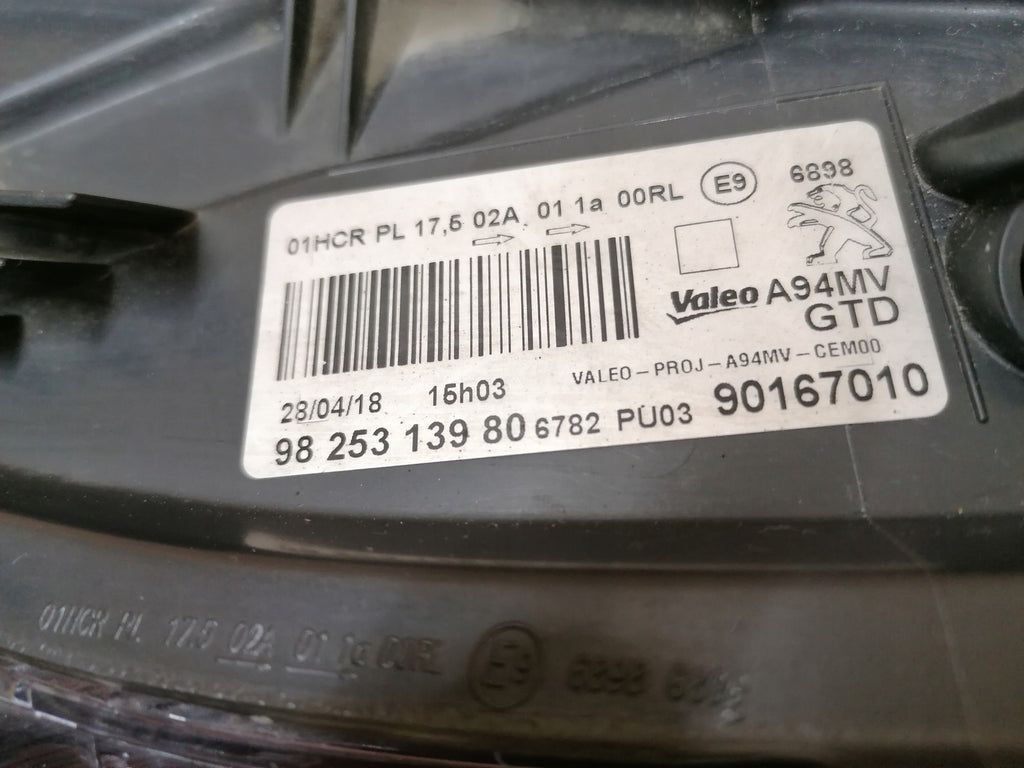 01HCR PL 17,5 02A 01 1a 00RL E9 6898
Valeo A94MV
GTD
VALEO-PROJ-A94MV-CEM00
28/04/18 15h03
98 253 139 80 6782 PU03 90167010
01HCR PL 17.5 02A 01 1a 00RL E9 6898